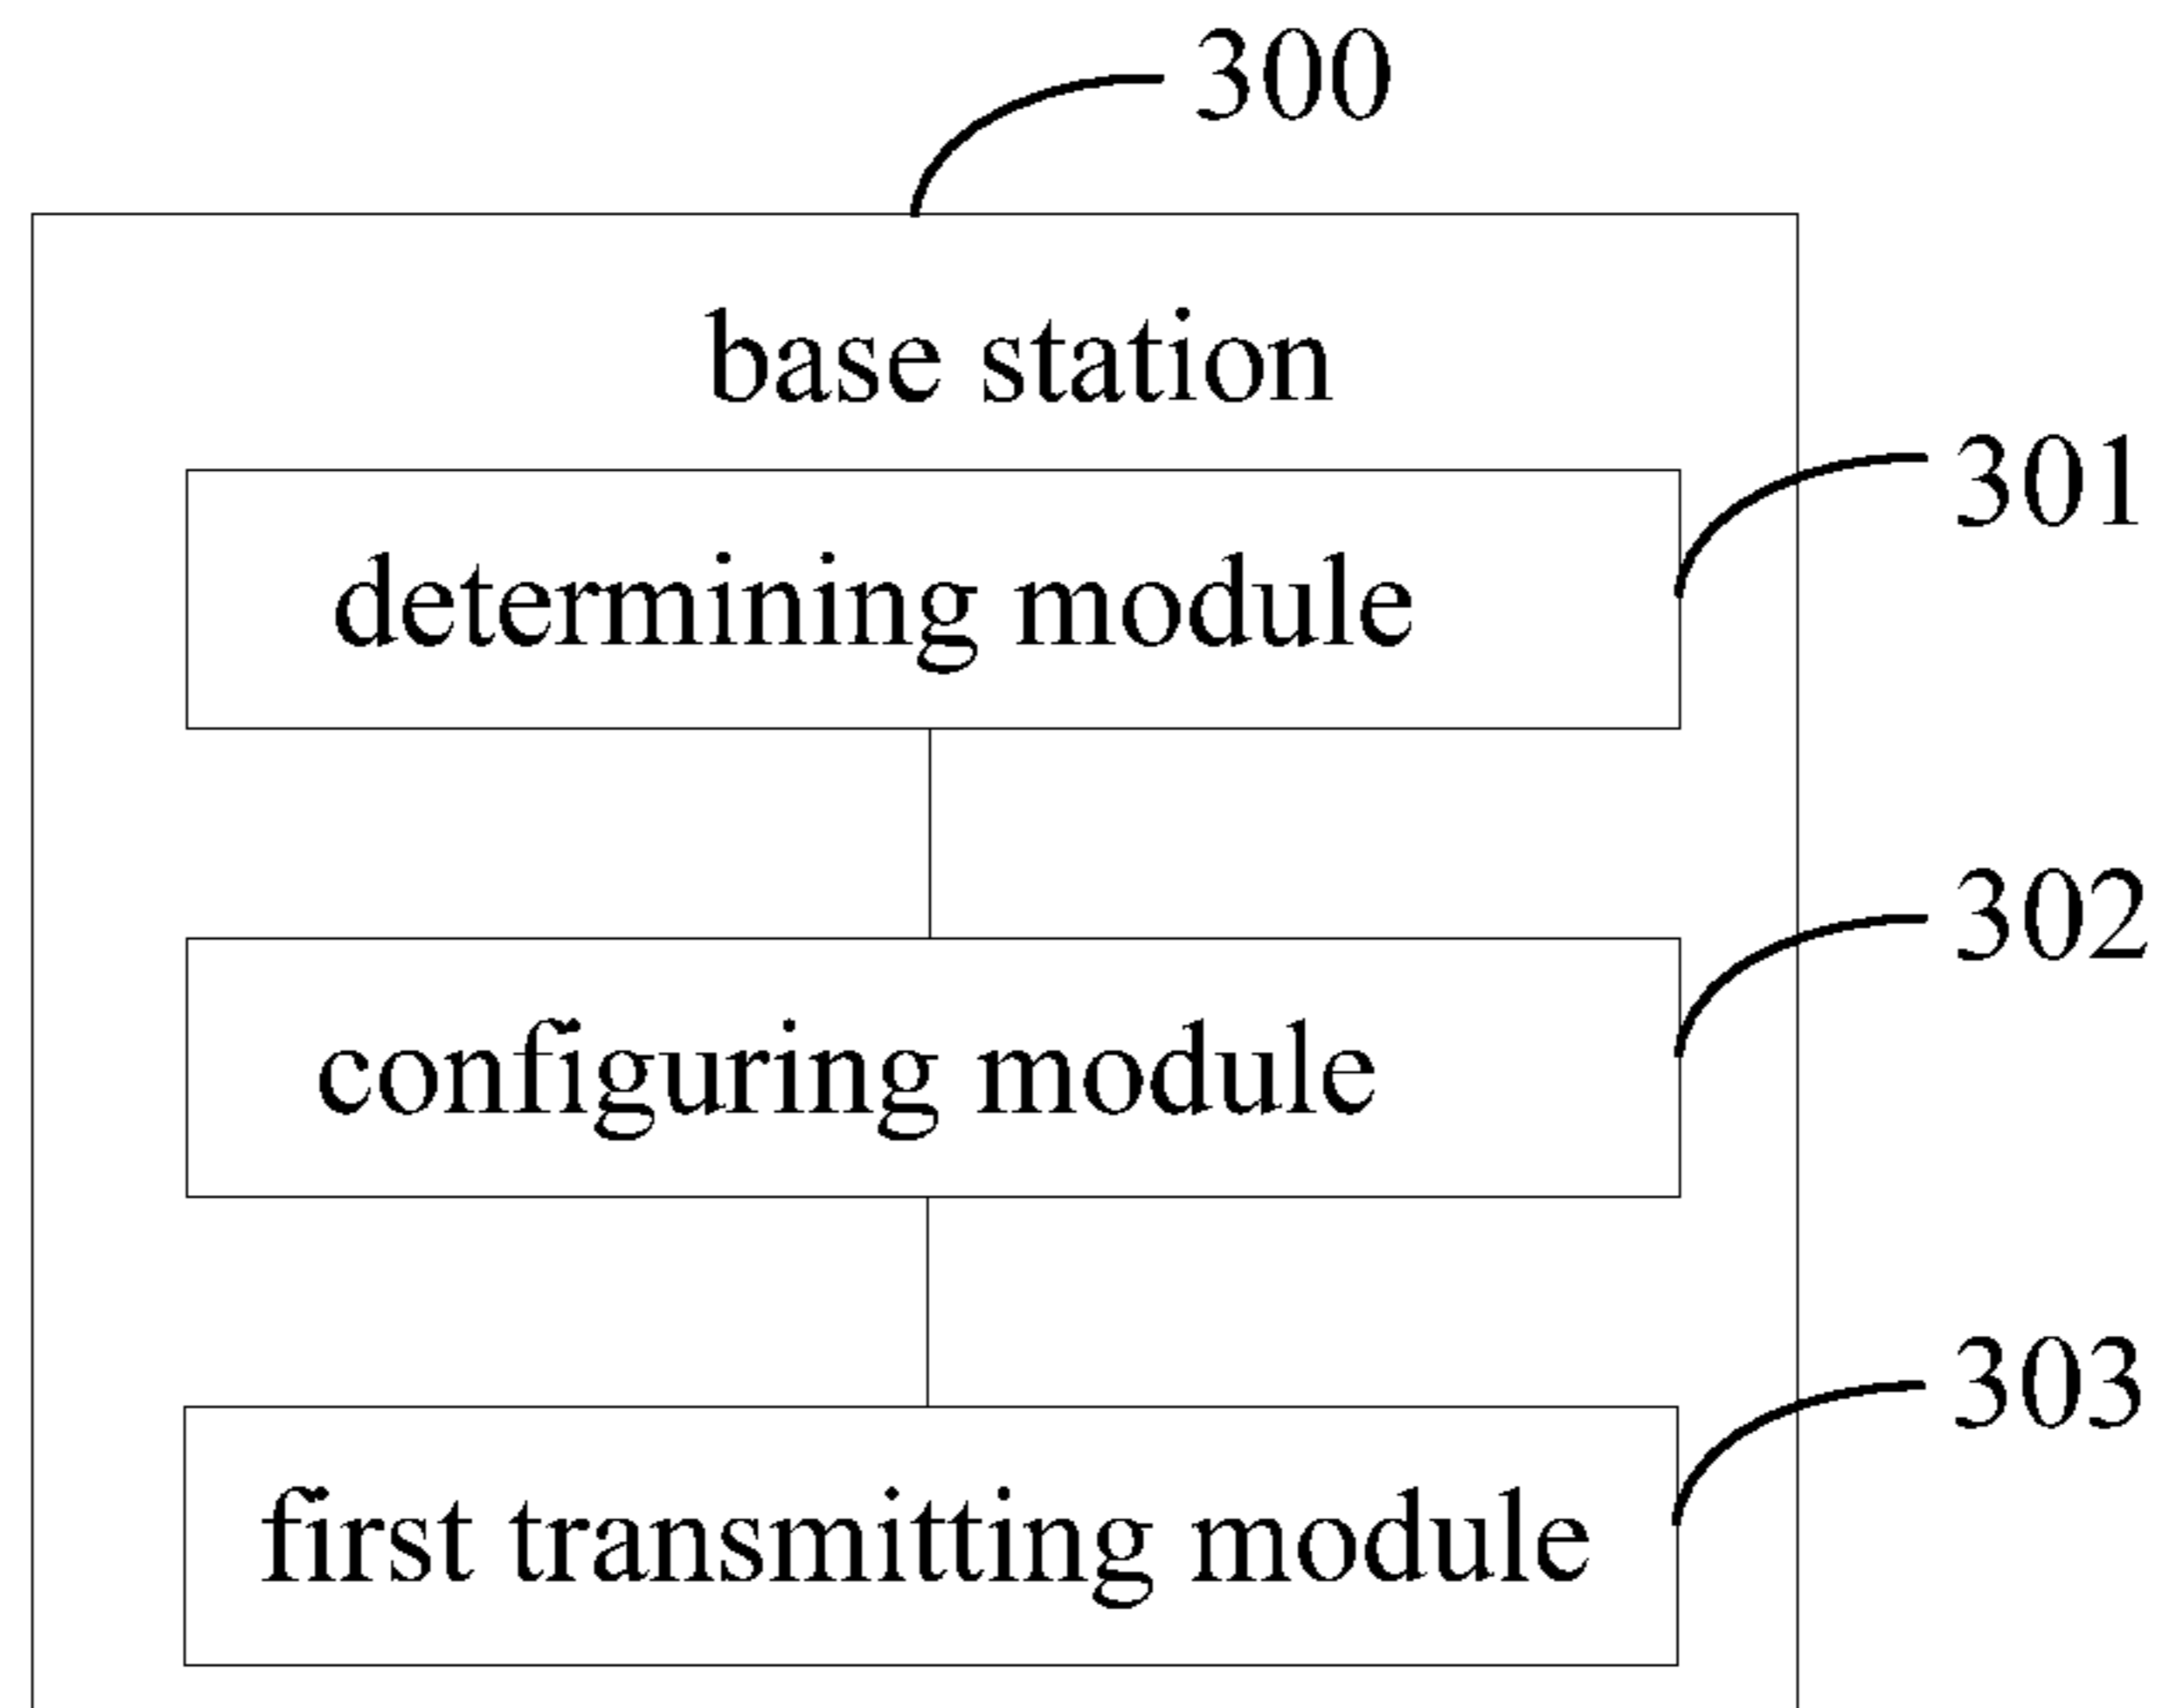 300
base station
301
determining module
302
configuring module
303
first transmitting module